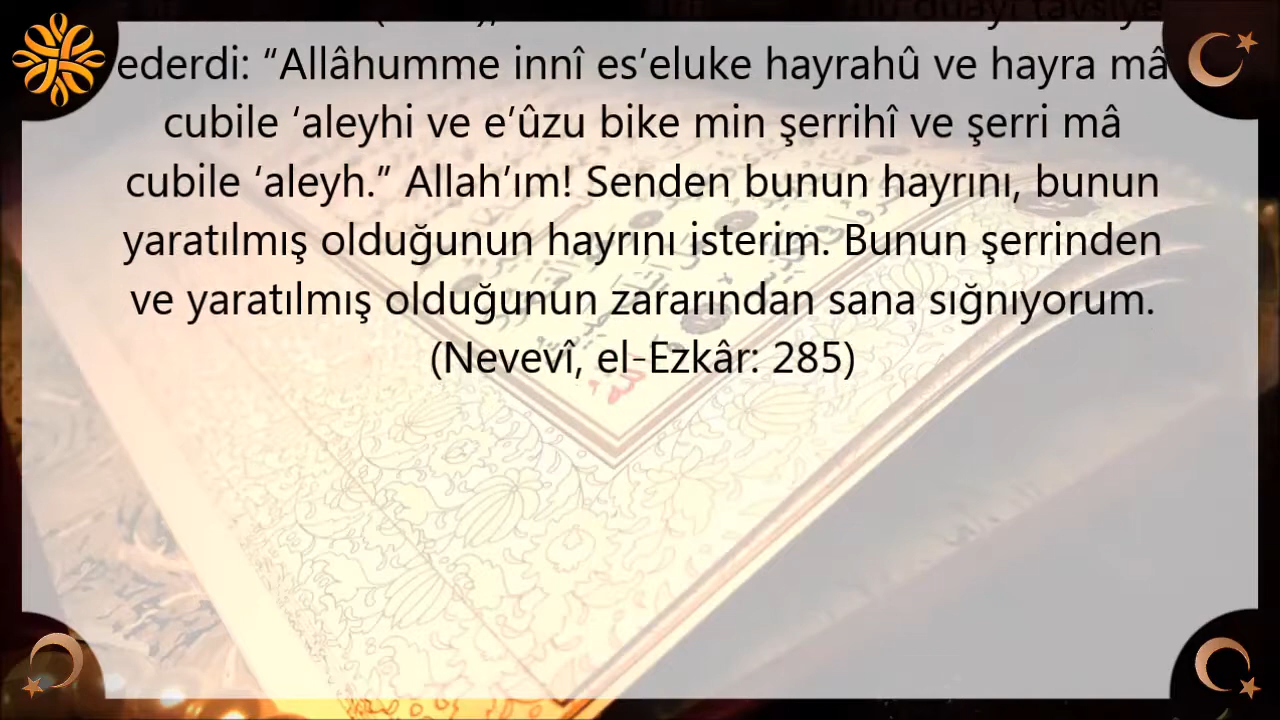 duayı tavsiye
ederdi: “Allâhumme innî es’eluke hayrahû ve hayra mâ
cubile ‘aleyhi ve e’ûzu bike min şerrihî ve şerri mâ
cubile ‘aleyh.” Allah’ım! Senden bunun hayrını, bunun
yaratılmış olduğunun hayrını isterim. Bunun şerrinden
ve yaratılmış olduğunun zararından sana sığnıyorum.
(Nevevî, el-Ezkâr: 285)